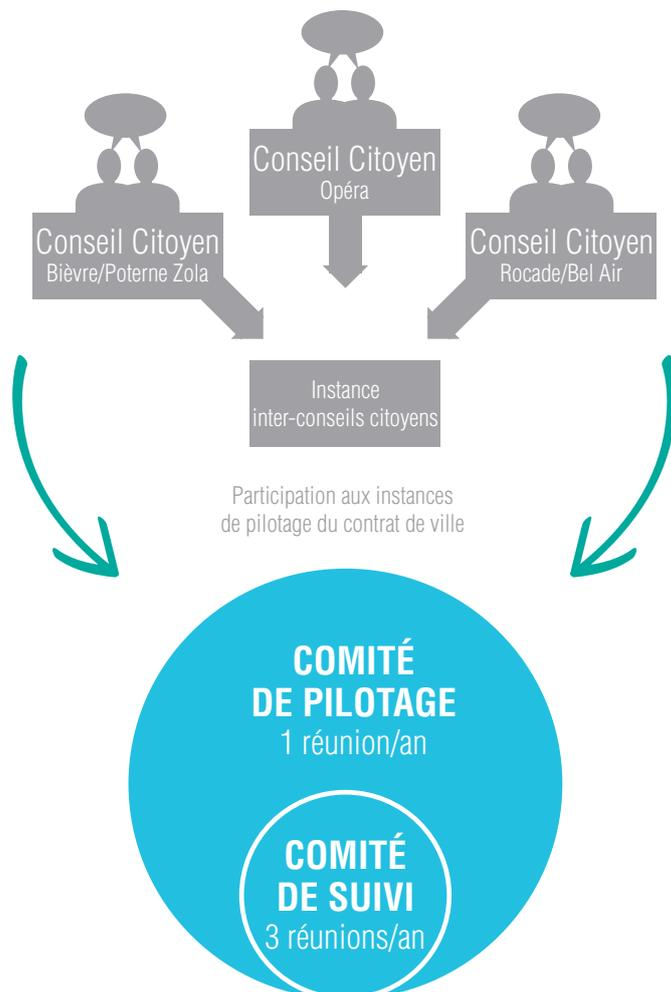 Conseil Citoyen
Opéra
Conseil Citoyen
Bièvre/Poterne Zola
Conseil Citoyen
Rocade/Bel Air
Instance
inter-conseils citoyens
Participation aux instances
de pilotage du contrat de ville
COMITÉ
DE PILOTAGE
1 réunion/an
COMITÉ
DE SUIVI
3 réunions/an